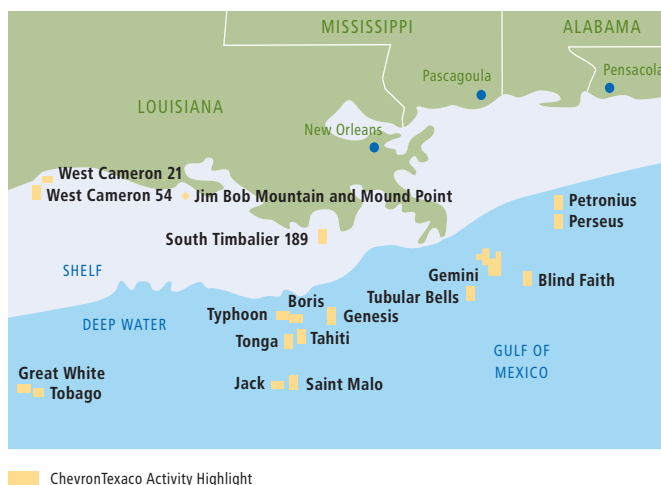 MISSISSIPPI
ALABAMA
Pascagoula
Pensacola
LOUISIANA
New Orleans
West Cameron 21
West Cameron 54
Jim Bob Mountain and Mound Point
Petronius
Perseus
South Timbalier 189
SHELF
Gemini
Blind Faith
Tubular Bells
Boris
Typhoon
Genesis
DEEP WATER
Tonga
Tahiti
GULF OF
MEXICO
Great White
Tobago
Jack
Saint Malo
ChevronTexaco Activity Highlight